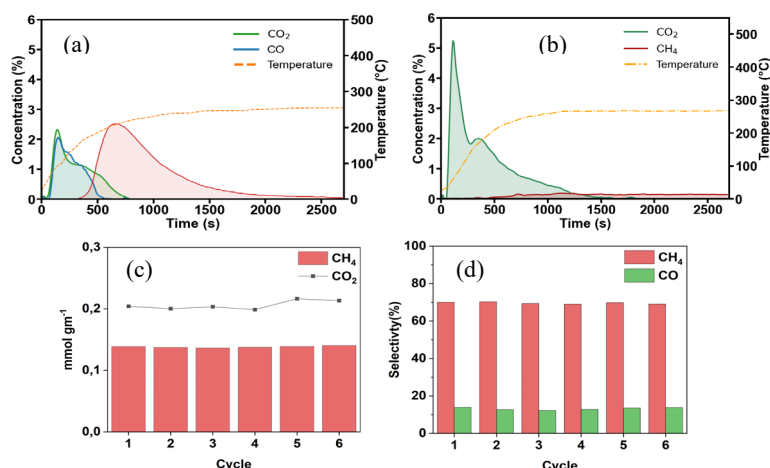 (a)
CO₂
CO
Temperature
Concentration (%)
6
5
4
3
2
1
0
500
400
300
200
100
0
Temperature (°C)
0 500 1000 1500 2000 2500
Time (s)
(b)
CO₂
CH₄
Temperature
Concentration (%)
6
5
4
3
2
1
0
500
400
300
200
100
0
Temperature (°C)
0 500 1000 1500 2000 2500
Time (s)
(c)
CH₄
CO₂
mmol gm⁻¹
0,3
0,2
0,1
0,0
1 2 3 4 5 6
Cycle
(d)
CH₄
CO
Selectivty(%)
100
80
60
40
20
0
1 2 3 4 5 6
Cycle